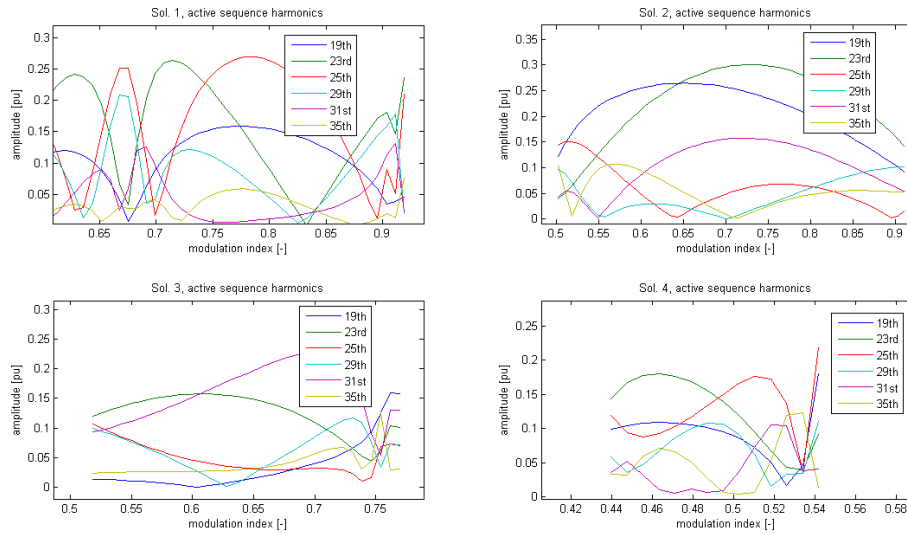 Sol. 1, active sequence harmonics
0.3
0.25
0.2
0.15
0.1
0.05
amplitude [pu]
19th
23rd
25th
29th
31st
35th
0.65 0.7 0.75 0.8 0.85 0.9
modulation index [-]
Sol. 2, active sequence harmonics
0.35
0.3
0.25
0.2
0.15
0.1
0.05
0
amplitude [pu]
19th
23rd
25th
29th
31st
35th
0.5 0.55 0.6 0.65 0.7 0.75 0.8 0.85 0.9
modulation index [-]
Sol. 3, active sequence harmonics
0.3
0.25
0.2
0.15
0.1
0.05
0
amplitude [pu]
19th
23rd
25th
29th
31st
35th
0.5 0.55 0.6 0.65 0.7 0.75
modulation index [-]
Sol. 4, active sequence harmonics
0.25
0.2
0.15
0.1
0.05
0
amplitude [pu]
19th
23rd
25th
29th
31st
35th
0.42 0.44 0.46 0.48 0.5 0.52 0.54 0.56 0.58
modulation index [-]